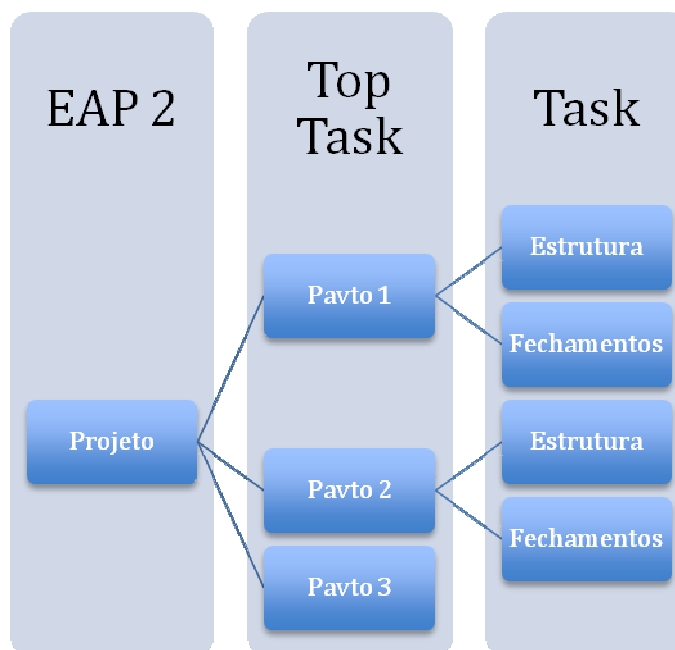 EAP 2
Top
Task
Task
Projeto
Pavto 1
Pavto 2
Pavto 3
Estrutura
Fechamentos
Estrutura
Fechamentos